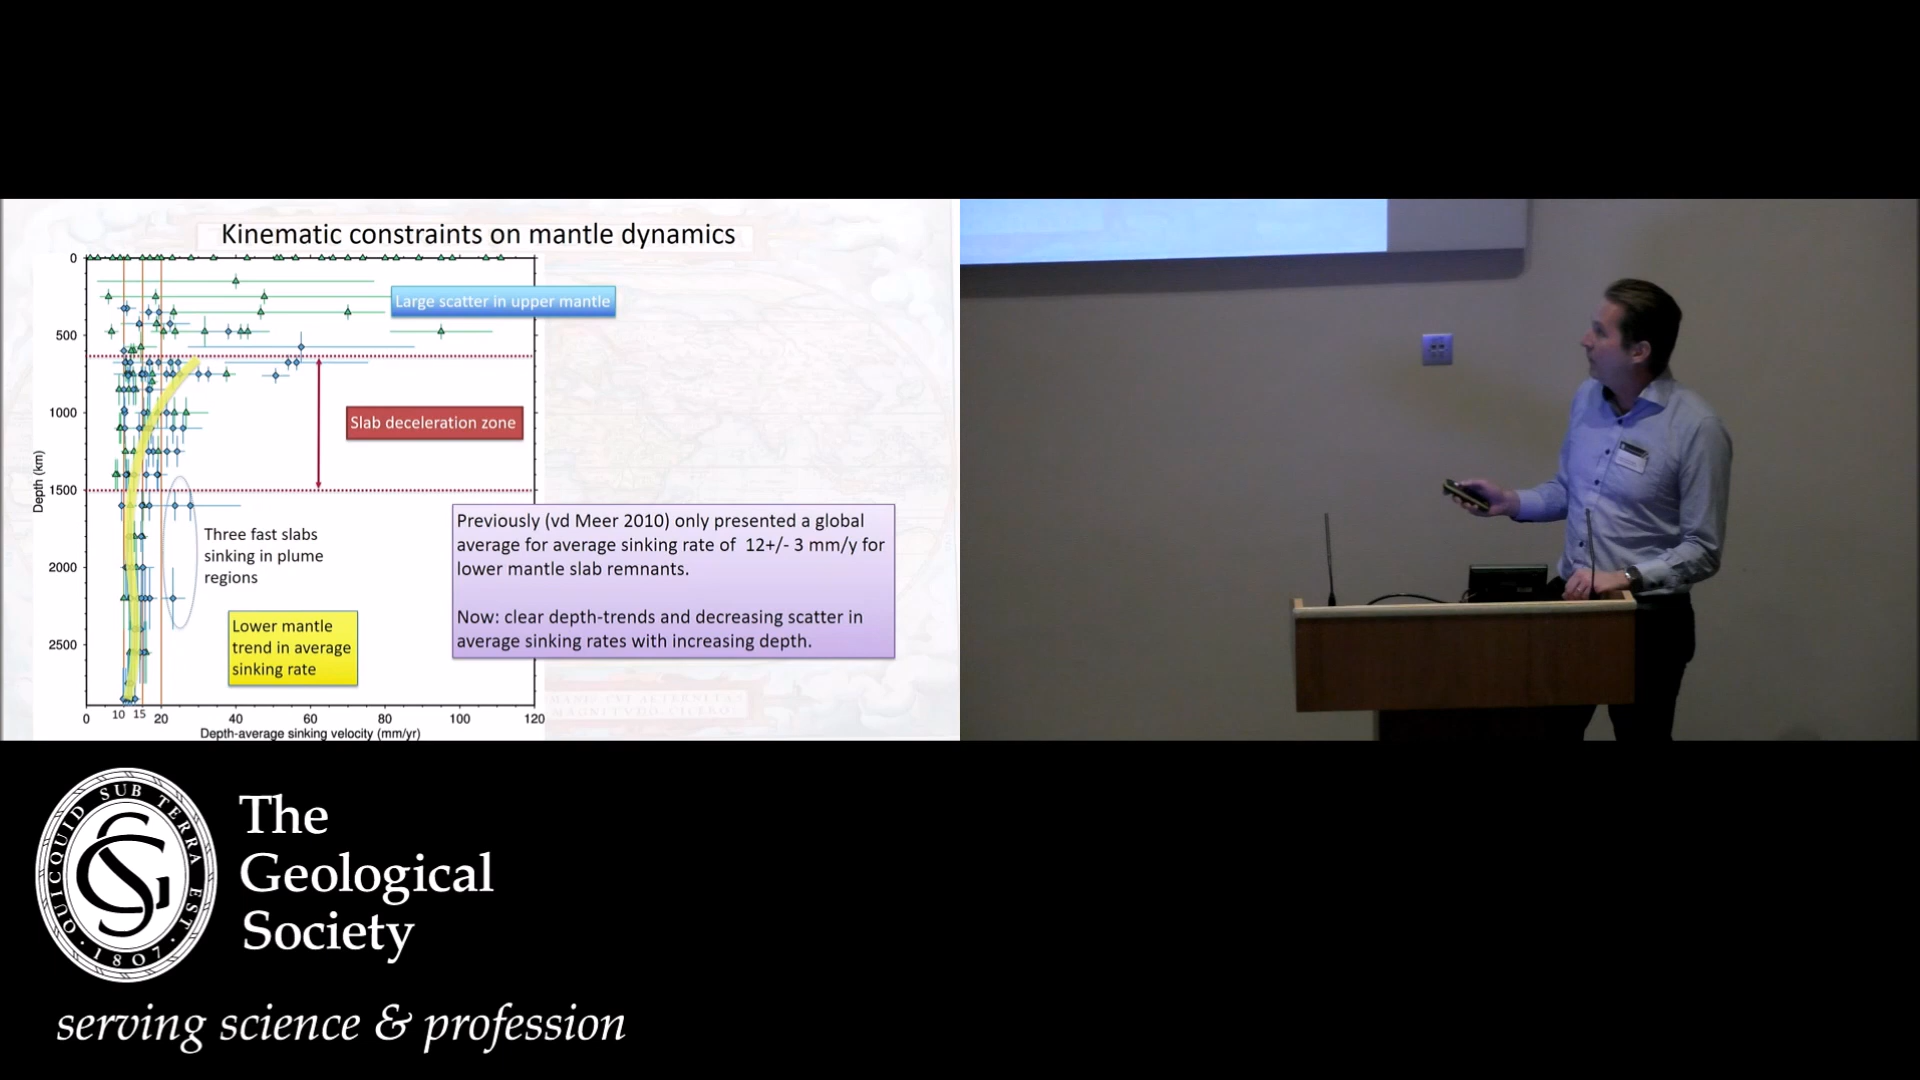 Kinematic constraints on mantle dynamics
0
Large scatter in upper mantle
500
1000
Slab deceleration zone
Depth (km)
1500
Three fast slabs
sinking in plume
regions
Previously (vd Meer 2010) only presented a global
average for average sinking rate of 12+/- 3 mm/y for
lower mantle slab remnants.
Now: clear depth-trends and decreasing scatter in
average sinking rates with increasing depth.
2000
Lower mantle
trend in average
sinking rate
2500
0 10 15 20 40 60 80 100 120
Depth-average sinking velocity (mm/yr)
QUICQUID SUB TERRA EST
1807
The
Geological
Society
serving science & profession